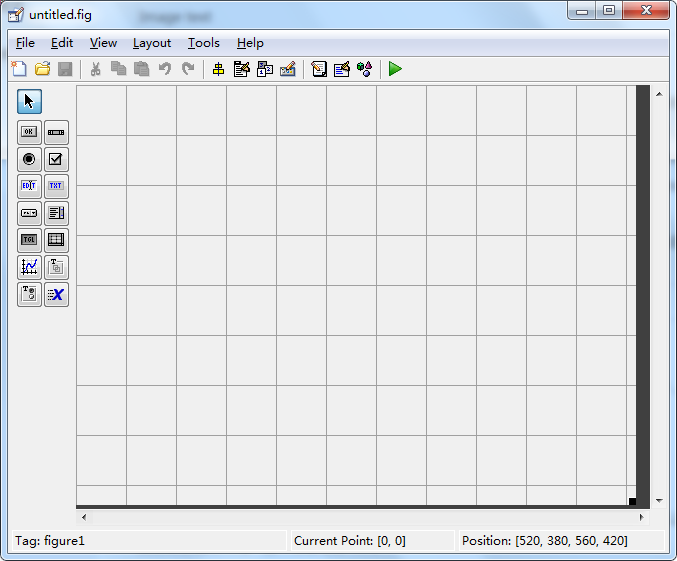 untitled.fig
File Edit View Layout Tools Help
OK
EDIT TXT
TGL
Tag: figure1 Current Point: [0, 0] Position: [520, 380, 560, 420]